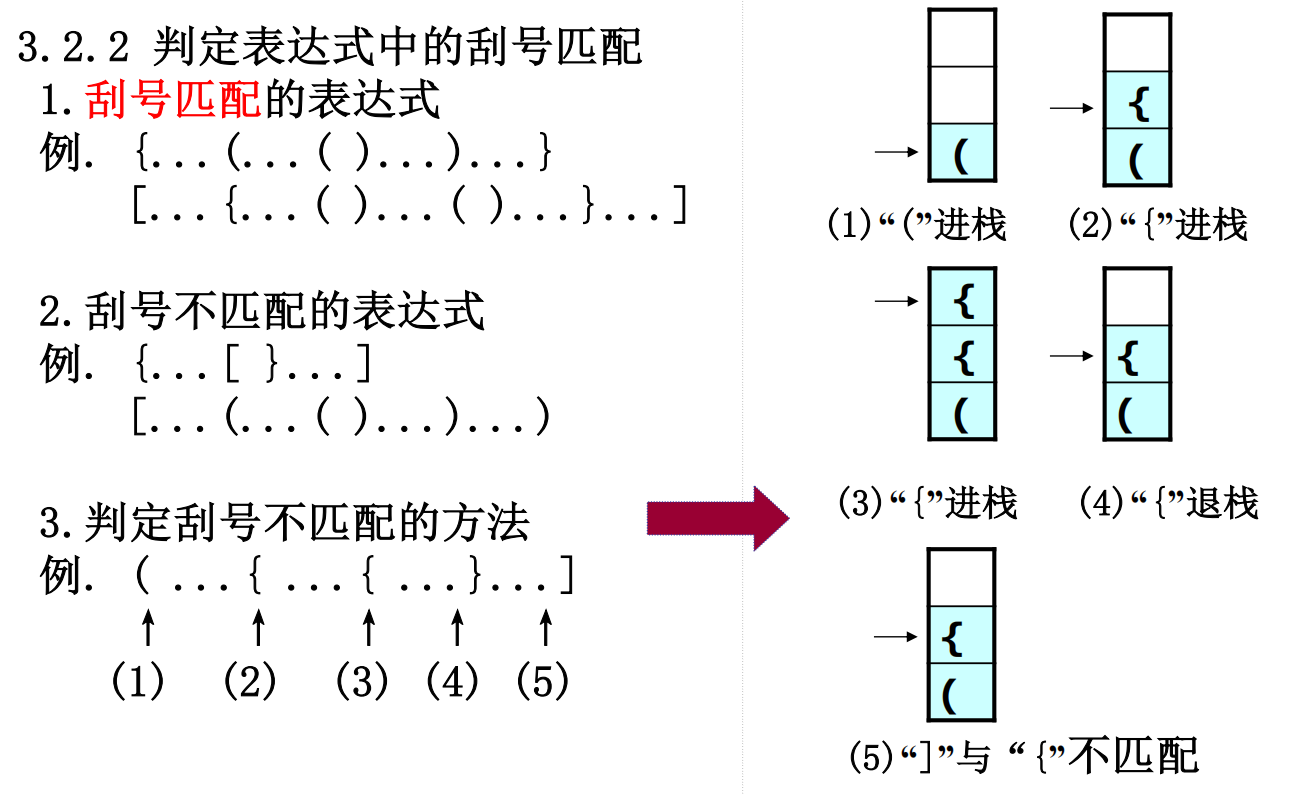 3.2.2 判定表达式中的刮号匹配
1.刮号匹配的表达式
例. {...(...( )...)...}
[...{...( )...( )...}...]
2.刮号不匹配的表达式
例. {...[ }...]
[...(...( )...)...)
3.判定刮号不匹配的方法
例. ( ...{ ...{ ...}...]
(1) (2) (3) (4) (5)
(
{
(
(1)“(”进栈 (2)“{”进栈
{
{
(
{
(
(3)“{”进栈 (4)“{”退栈
{
(
(5)“]”与“{”不匹配